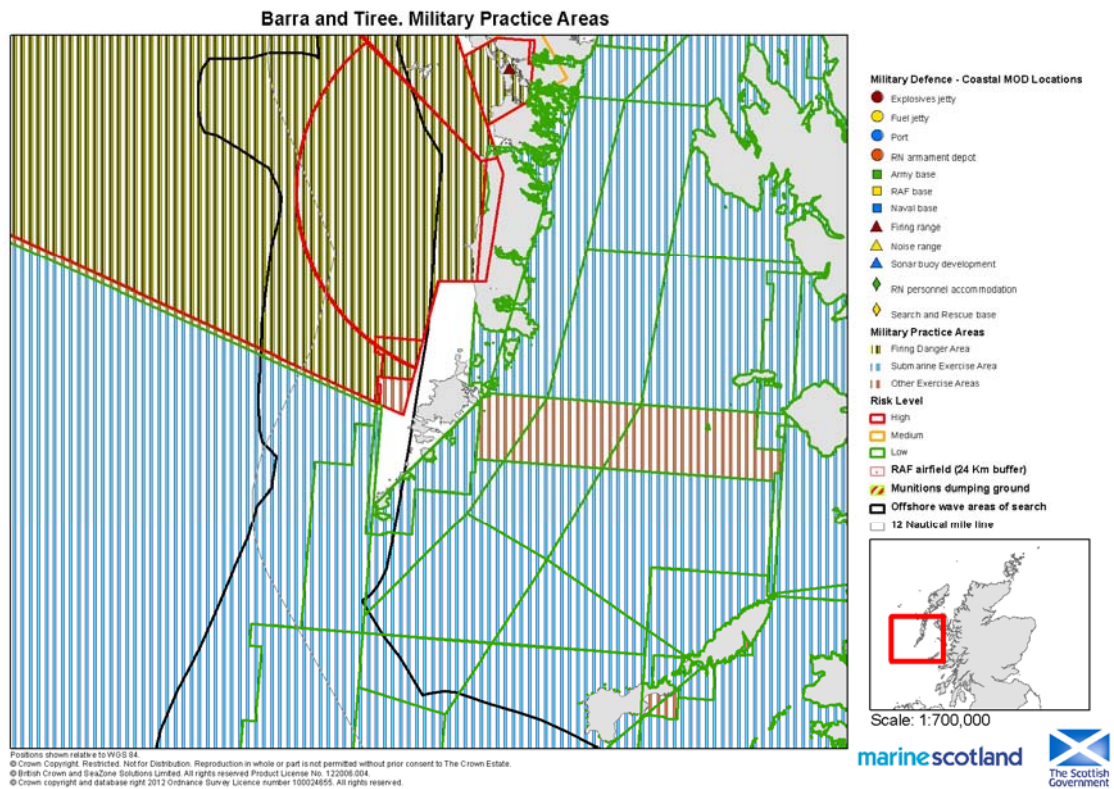 Barra and Tiree. Military Practice Areas
Military Defence - Coastal MOD Locations
Explosives jetty
Fuel jetty
Port
RN armament depot
Army base
RAF base
Naval base
Firing range
Noise range
Sonar buoy development
RN personnel accommodation
Search and Rescue base
Military Practice Areas
Firing Danger Area
Submarine Exercise Area
Other Exercise Areas
Risk Level
High
Medium
Low
RAF airfield (24 Km buffer)
Munitions dumping ground
Offshore wave areas of search
12 Nautical mile line
Scale: 1:700,000
marinescotland
The Scottish
Government
Positions shown relative to WGS 84.
© Crown Copyright. Restricted. Not for Distribution. Reproduction in whole or part is not permitted without prior consent to The Crown Estate.
© British Crown and SeaZone Solutions Limited. All rights reserved Product License No. 122006.004.
© Crown copyright and database right 2012 Ordnance Survey Licence number 100024655. All rights reserved.